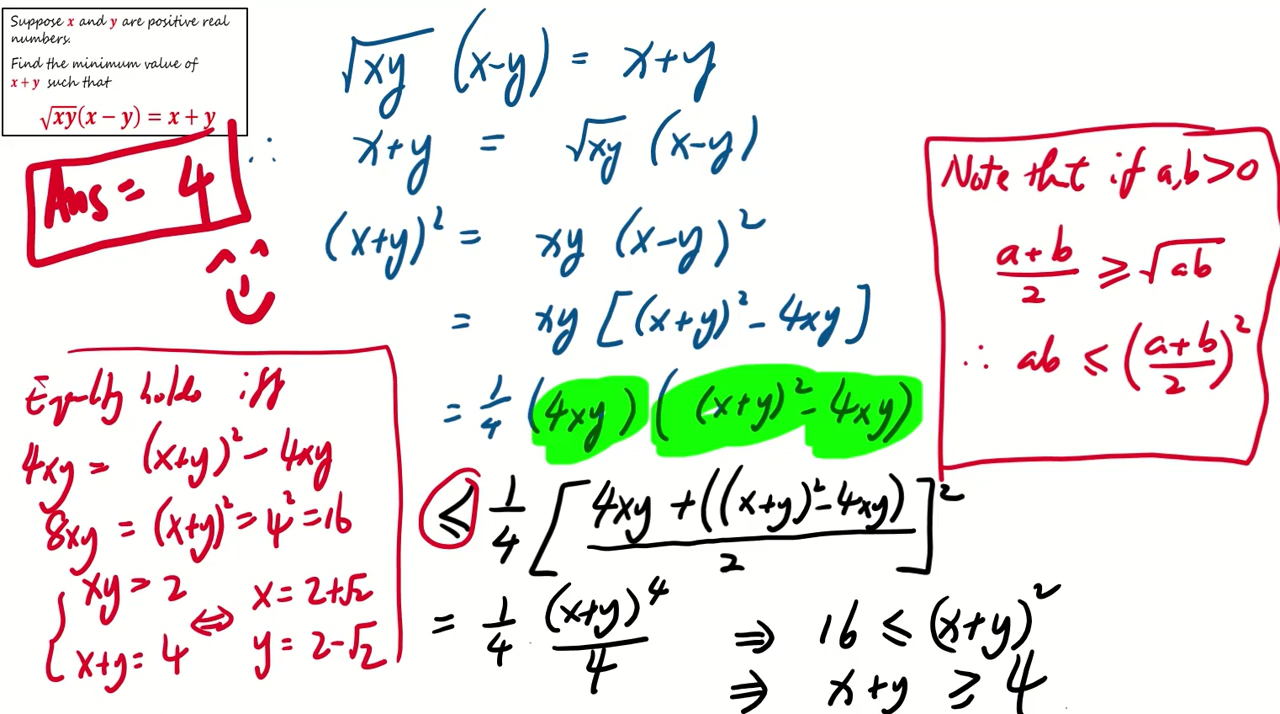 Suppose x and y are positive real
numbers.
Find the minimum value of
x + y such that
√xy(x − y) = x + y
Ans = 4
√xy (x-y) = x+y
∴ x+y = √xy (x-y)
(x+y)² = xy (x-y)²
= xy [(x+y)² - 4xy]
= 1/4 (4xy) ((x+y)² - 4xy)
≤ 1/4 [(4xy + ((x+y)² - 4xy))/2]²
= 1/4 (x+y)⁴/4
⇒ 16 ≤ (x+y)²
⇒ x+y ≥ 4
Note that if a,b>0
(a+b)/2 ≥ √ab
∴ ab ≤ ((a+b)/2)²
Equality holds iff
4xy = (x+y)² - 4xy
8xy = (x+y)² = 4² = 16
{ xy = 2 ⇔ x = 2+√2
x+y = 4 y = 2-√2